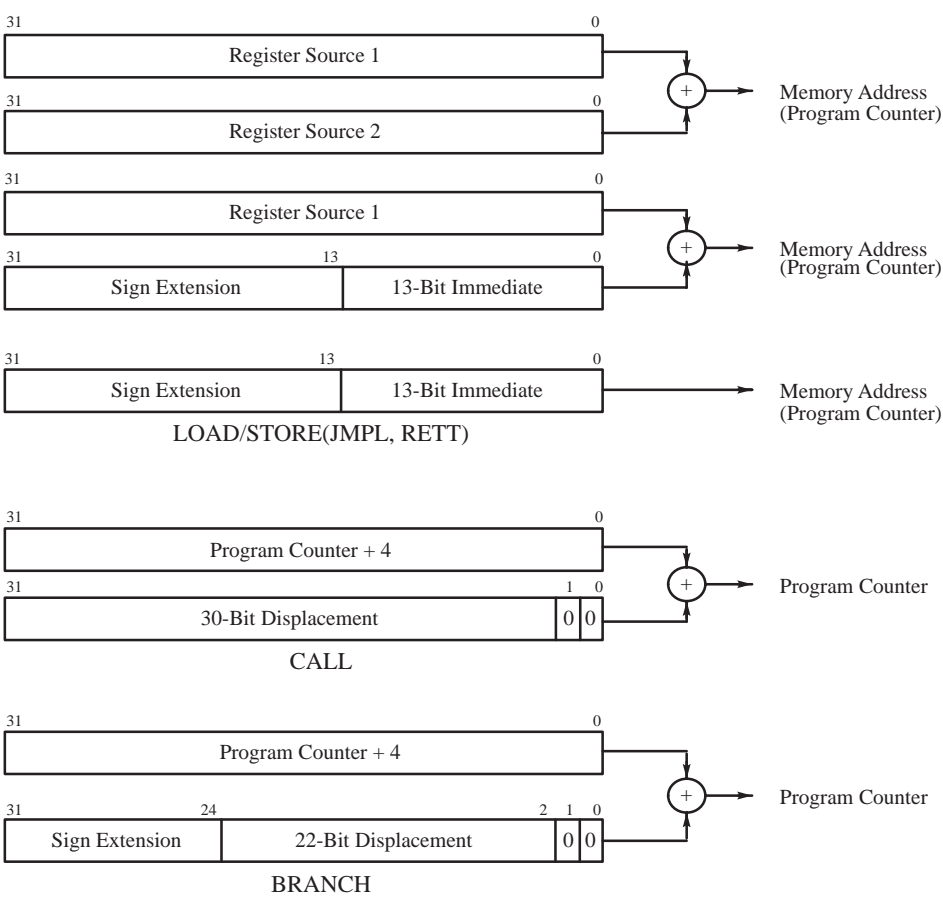 31 0
Register Source 1
31 0
Register Source 2
+
Memory Address
(Program Counter)
31 0
Register Source 1
31 13 0
Sign Extension 13-Bit Immediate
+
Memory Address
(Program Counter)
31 13 0
Sign Extension 13-Bit Immediate
Memory Address
(Program Counter)
LOAD/STORE(JMPL, RETT)
31 0
Program Counter + 4
31 1 0
30-Bit Displacement 0 0
+
Program Counter
CALL
31 0
Program Counter + 4
31 24 2 1 0
Sign Extension 22-Bit Displacement 0 0
+
Program Counter
BRANCH